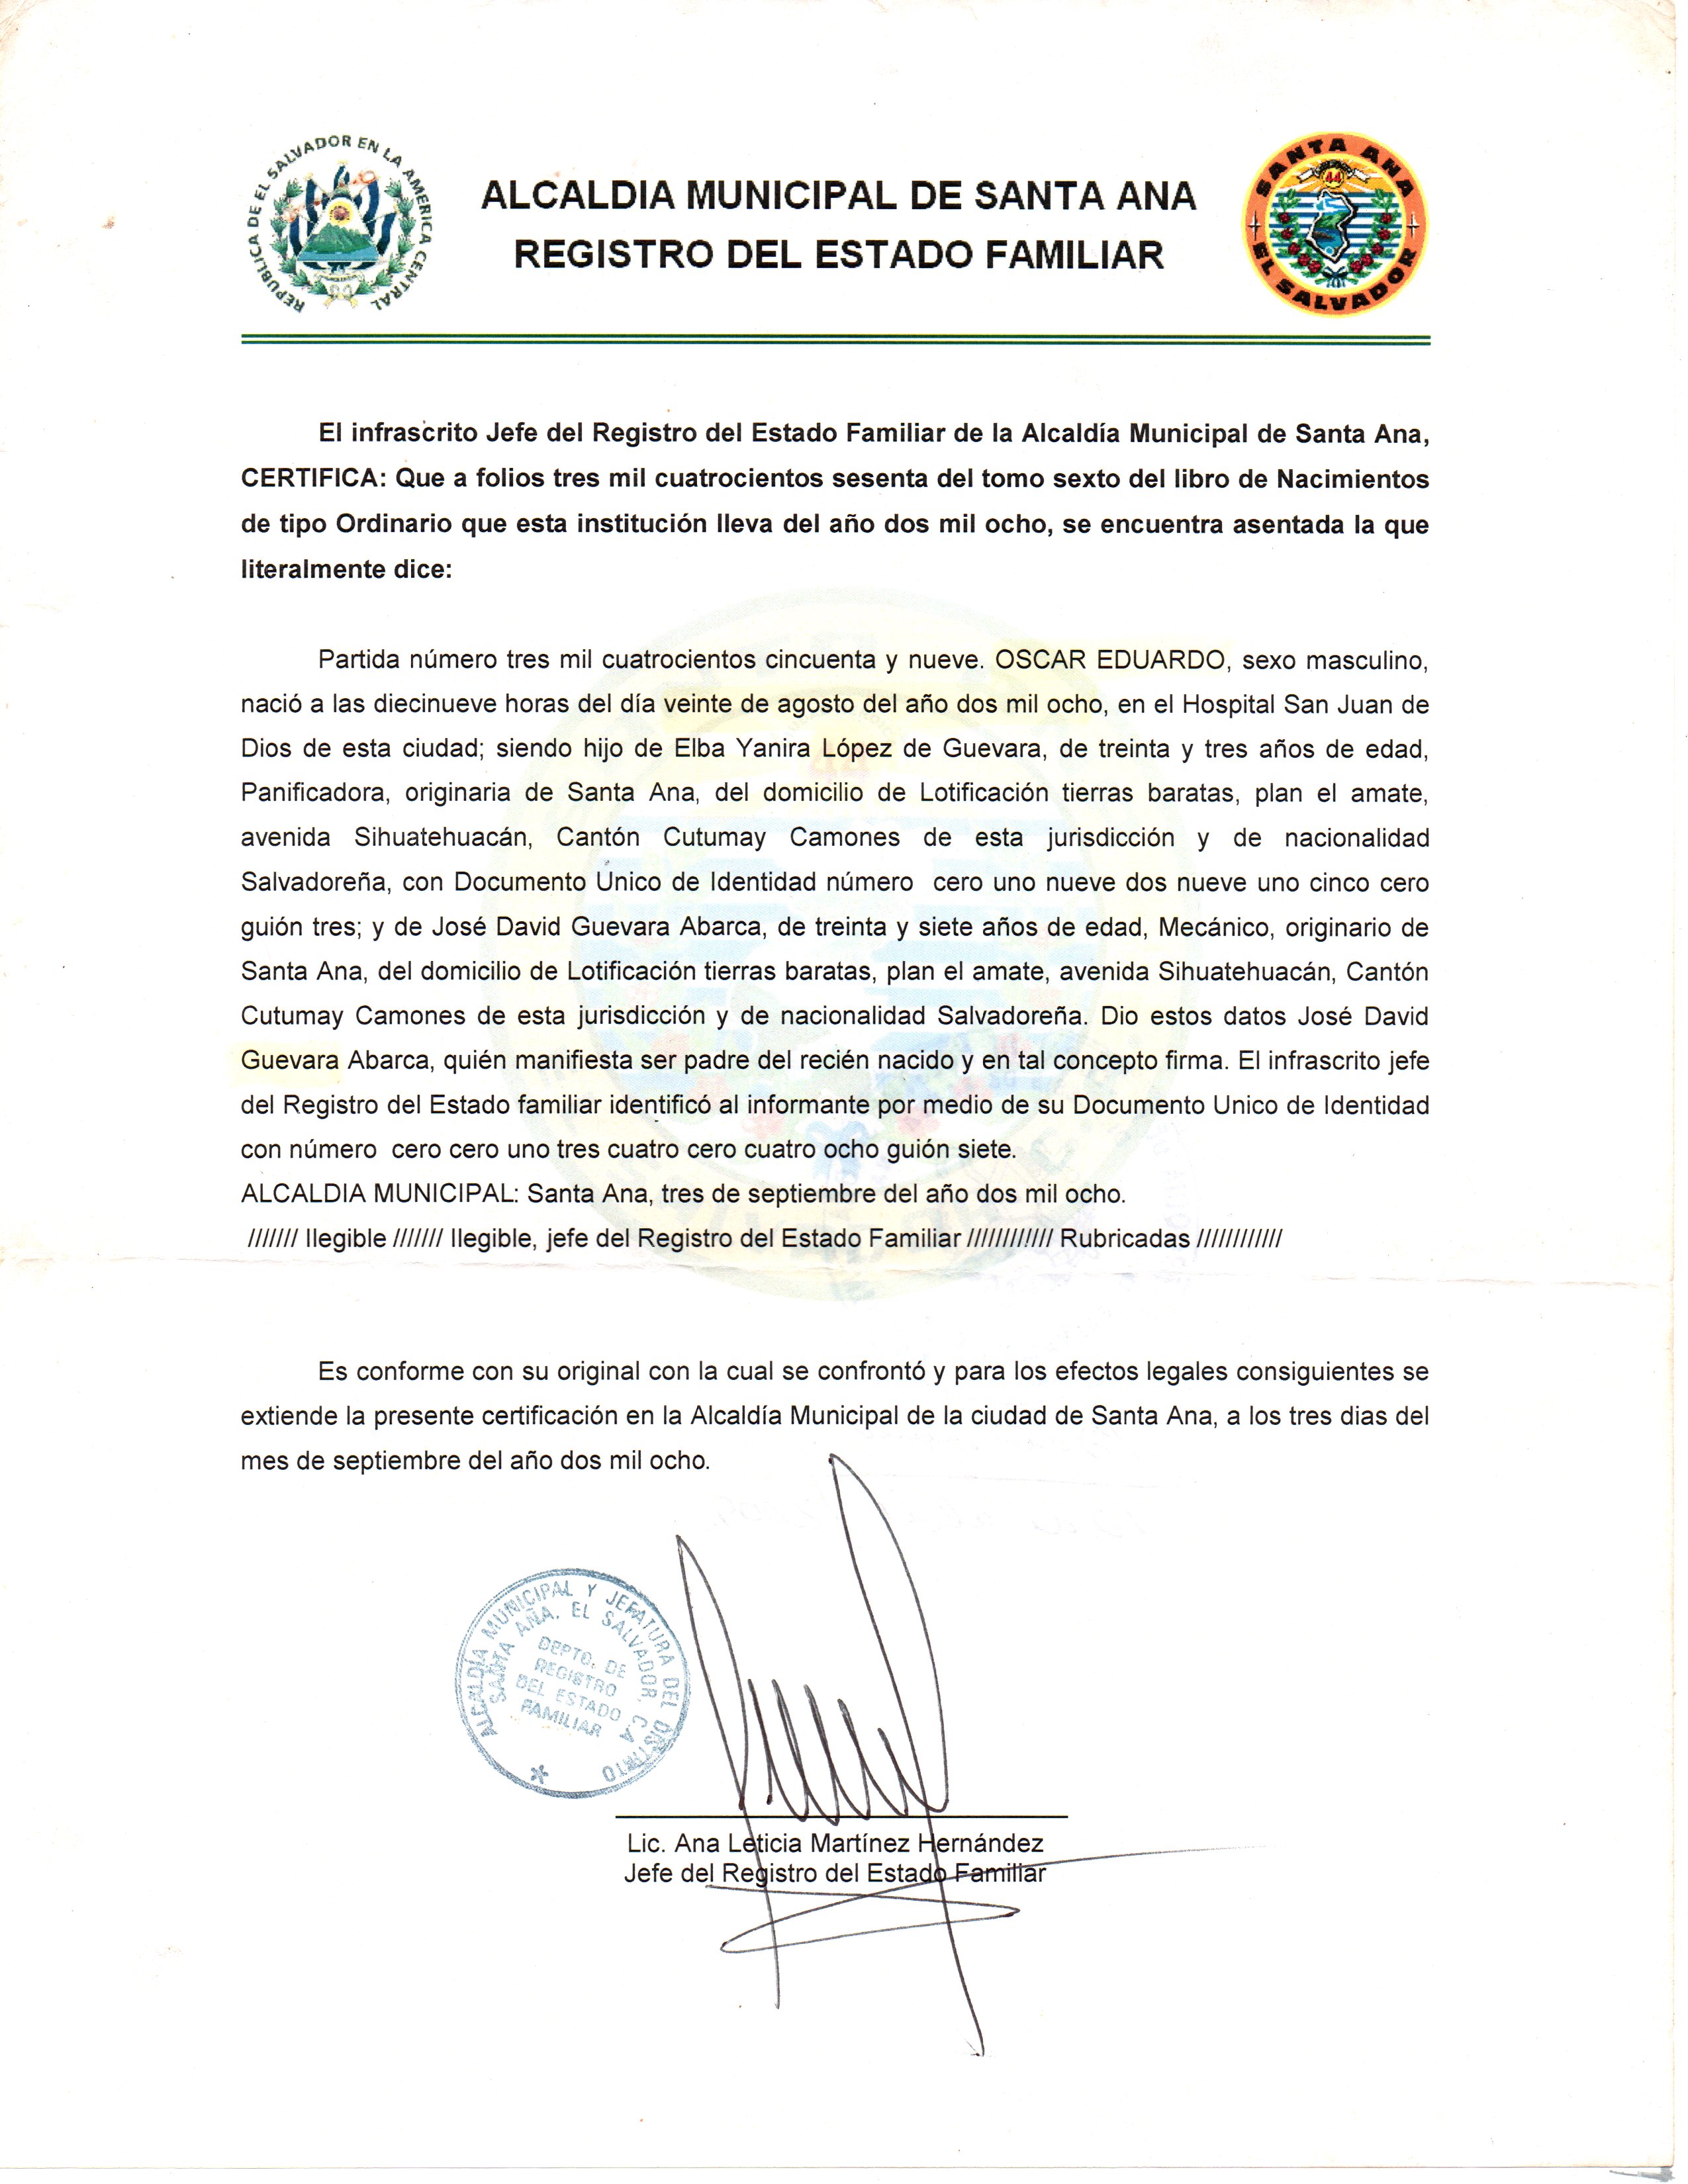 REPUBLICA DE EL SALVADOR EN LA AMERICA CENTRAL
ALCALDIA MUNICIPAL DE SANTA ANA
REGISTRO DEL ESTADO FAMILIAR
SANTA ANA
44
EL SALVADOR
El infrascrito Jefe del Registro del Estado Familiar de la Alcaldía Municipal de Santa Ana,
CERTIFICA: Que a folios tres mil cuatrocientos sesenta del tomo sexto del libro de Nacimientos
de tipo Ordinario que esta institución lleva del año dos mil ocho, se encuentra asentada la que
literalmente dice:
Partida número tres mil cuatrocientos cincuenta y nueve. OSCAR EDUARDO, sexo masculino,
nació a las diecinueve horas del día veinte de agosto del año dos mil ocho, en el Hospital San Juan de
Dios de esta ciudad; siendo hijo de Elba Yanira López de Guevara, de treinta y tres años de edad,
Panificadora, originaria de Santa Ana, del domicilio de Lotificación tierras baratas, plan el amate,
avenida Sihuatehuacán, Cantón Cutumay Camones de esta jurisdicción y de nacionalidad
Salvadoreña, con Documento Único de Identidad número cero uno nueve dos nueve uno cinco cero
guión tres; y de José David Guevara Abarca, de treinta y siete años de edad, Mecánico, originario de
Santa Ana, del domicilio de Lotificación tierras baratas, plan el amate, avenida Sihuatehuacán, Cantón
Cutumay Camones de esta jurisdicción y de nacionalidad Salvadoreña. Dio estos datos José David
Guevara Abarca, quién manifiesta ser padre del recién nacido y en tal concepto firma. El infrascrito jefe
del Registro del Estado familiar identificó al informante por medio de su Documento Unico de Identidad
con número cero cero uno tres cuatro cero cuatro ocho guión siete.
ALCALDIA MUNICIPAL: Santa Ana, tres de septiembre del año dos mil ocho.
/////// Ilegible /////// Ilegible, jefe del Registro del Estado Familiar //////////// Rubricadas ////////////
Es conforme con su original con la cual se confrontó y para los efectos legales consiguientes se
extiende la presente certificación en la Alcaldía Municipal de la ciudad de Santa Ana, a los tres dias del
mes de septiembre del año dos mil ocho.
ALCALDÍA MUNICIPAL Y JEFATURA DEL DISTRITO
SANTA ANA, EL SALVADOR, C.A
DEPTO. DE
REGISTRO
DEL ESTADO
FAMILIAR
Lic. Ana Leticia Martínez Hernández
Jefe del Registro del Estado Familiar